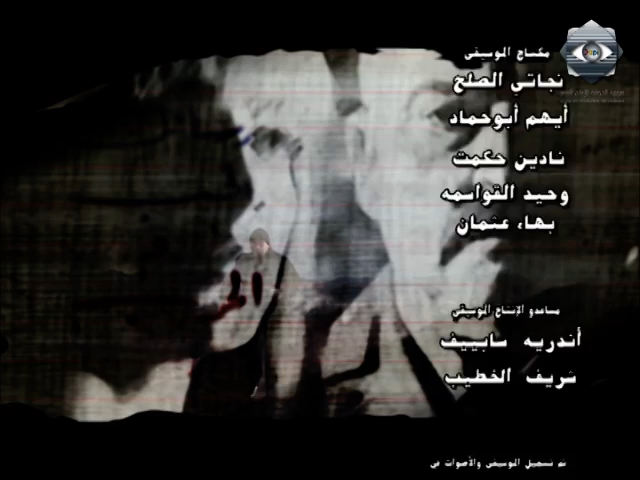 مكساج الموسيقى
نجاتي الصلح
أيهم أبوحماد
نادين حكمت
وحيد القواسمه
بهاء عثمان
مساعدو الإنتاج الموسيقي
أندريه سابييف
شريف الخطيب
تم تسجيل الموسيقى والأصوات في